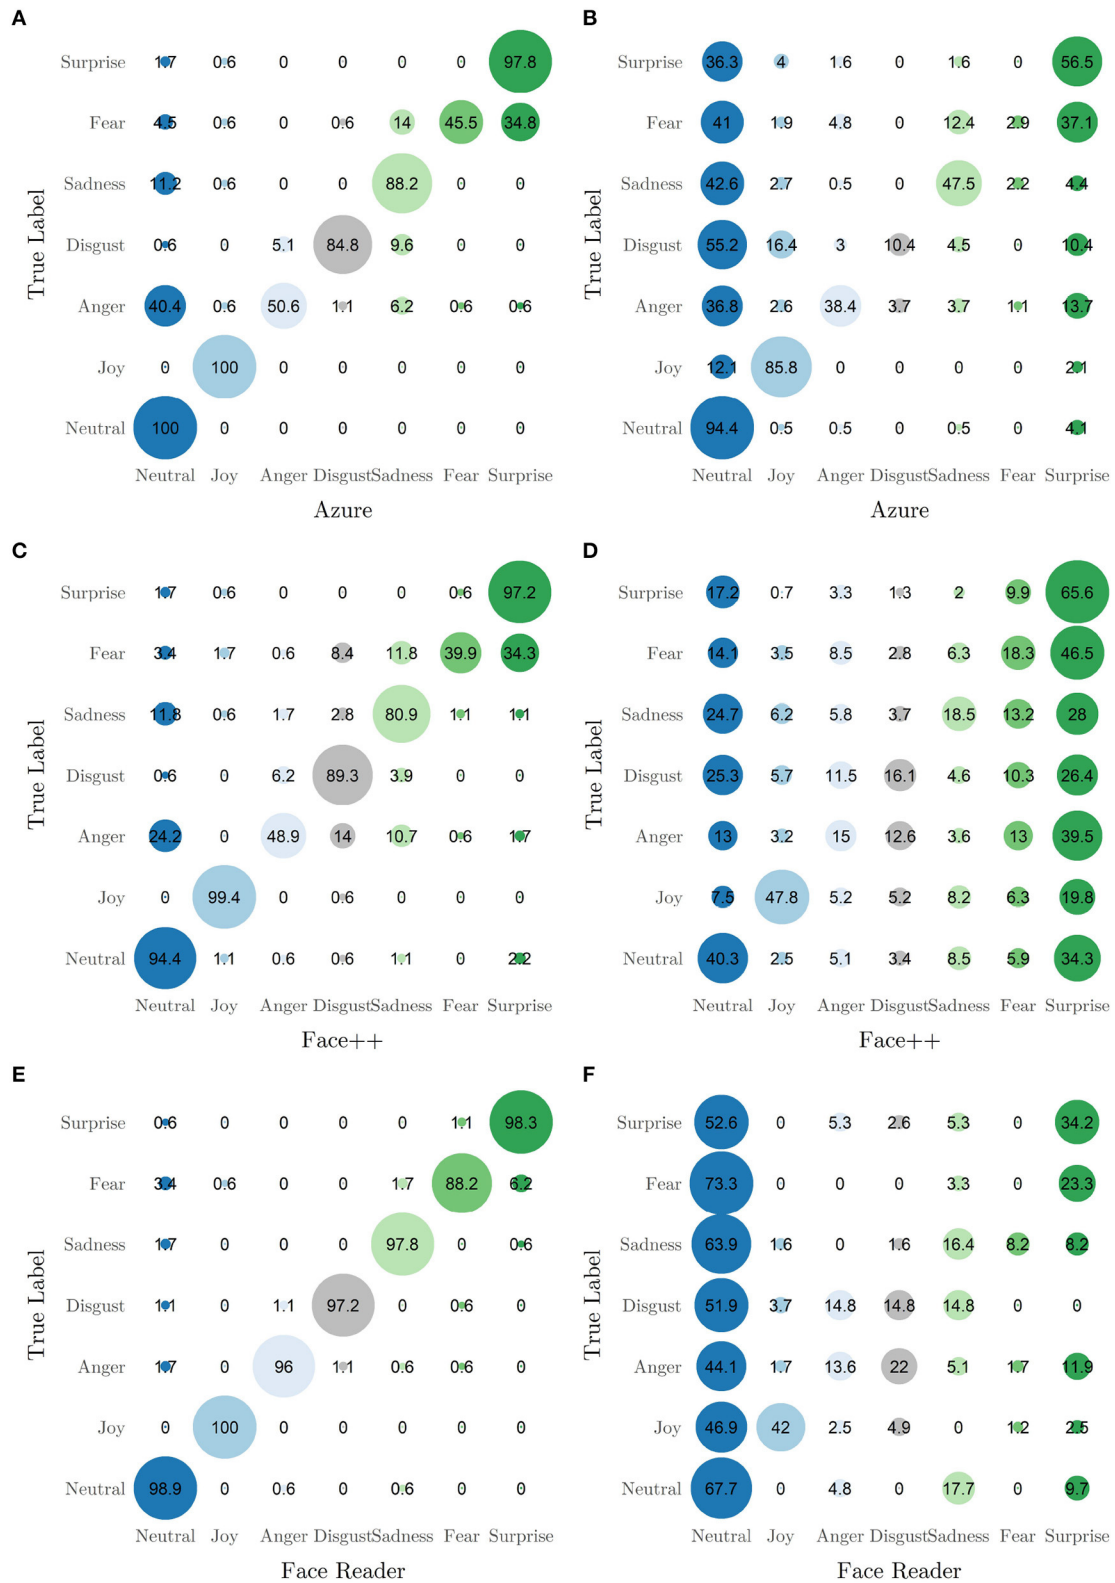 A
Surprise 1.7 0.6 0 0 0 0 97.8
Fear 4.5 0.6 0 0.6 14 45.5 34.8
Sadness 11.2 0.6 0 0 88.2 0 0
Disgust 0.6 0 5.1 84.8 9.6 0 0
Anger 40.4 0.6 50.6 1.1 6.2 0.6 0.6
Joy 0 100 0 0 0 0 0
Neutral 100 0 0 0 0 0 0
True Label
Neutral Joy Anger Disgust Sadness Fear Surprise
Azure
B
Surprise 36.3 4 1.6 0 1.6 0 56.5
Fear 41 1.9 4.8 0 12.4 2.9 37.1
Sadness 42.6 2.7 0.5 0 47.5 2.2 4.4
Disgust 55.2 16.4 3 10.4 4.5 0 10.4
Anger 36.8 2.6 38.4 3.7 3.7 1.1 13.7
Joy 12.1 85.8 0 0 0 0 2.1
Neutral 94.4 0.5 0.5 0 0.5 0 4.1
True Label
Neutral Joy Anger Disgust Sadness Fear Surprise
Azure
C
Surprise 1.7 0.6 0 0 0 0.6 97.2
Fear 3.4 1.7 0.6 8.4 11.8 39.9 34.3
Sadness 11.8 0.6 1.7 2.8 80.9 1.1 1.1
Disgust 0.6 0 6.2 89.3 3.9 0 0
Anger 24.2 0 48.9 14 10.7 0.6 1.7
Joy 0 99.4 0 0.6 0 0 0
Neutral 94.4 1.1 0.6 0.6 1.1 0 2.2
True Label
Neutral Joy Anger Disgust Sadness Fear Surprise
Face++
D
Surprise 17.2 0.7 3.3 1.3 2 9.9 65.6
Fear 14.1 3.5 8.5 2.8 6.3 18.3 46.5
Sadness 24.7 6.2 5.8 3.7 18.5 13.2 28
Disgust 25.3 5.7 11.5 16.1 4.6 10.3 26.4
Anger 13 3.2 15 12.6 3.6 13 39.5
Joy 7.5 47.8 5.2 5.2 8.2 6.3 19.8
Neutral 40.3 2.5 5.1 3.4 8.5 5.9 34.3
True Label
Neutral Joy Anger Disgust Sadness Fear Surprise
Face++
E
Surprise 0.6 0 0 0 0 1.1 98.3
Fear 3.4 0.6 0 0 1.7 88.2 6.2
Sadness 1.7 0 0 0 97.8 0 0.6
Disgust 1.1 0 1.1 97.2 0 0.6 0
Anger 1.7 0 96 1.1 0.6 0.6 0
Joy 0 100 0 0 0 0 0
Neutral 98.9 0 0.6 0 0.6 0 0
True Label
Neutral Joy Anger Disgust Sadness Fear Surprise
Face Reader
F
Surprise 52.6 0 5.3 2.6 5.3 0 34.2
Fear 73.3 0 0 0 3.3 0 23.3
Sadness 63.9 1.6 0 1.6 16.4 8.2 8.2
Disgust 51.9 3.7 14.8 14.8 14.8 0 0
Anger 44.1 1.7 13.6 22 5.1 1.7 11.9
Joy 46.9 42 2.5 4.9 0 1.2 2.5
Neutral 67.7 0 4.8 0 17.7 0 9.7
True Label
Neutral Joy Anger Disgust Sadness Fear Surprise
Face Reader